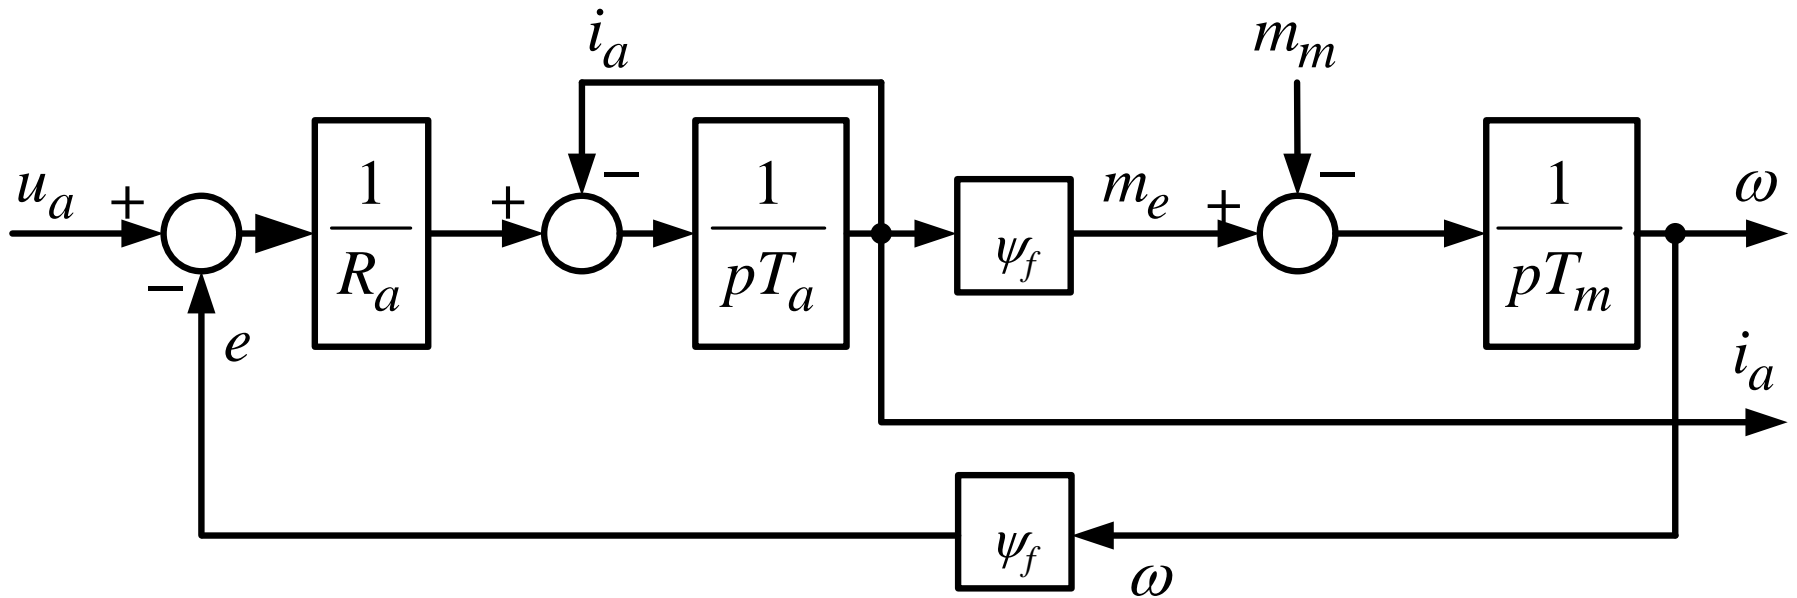 i_a
m_m
u_a
+
−
e
1
R_a
+
−
1
pT_a
ψ_f
m_e
+
−
1
pT_m
ω
i_a
ψ_f
ω